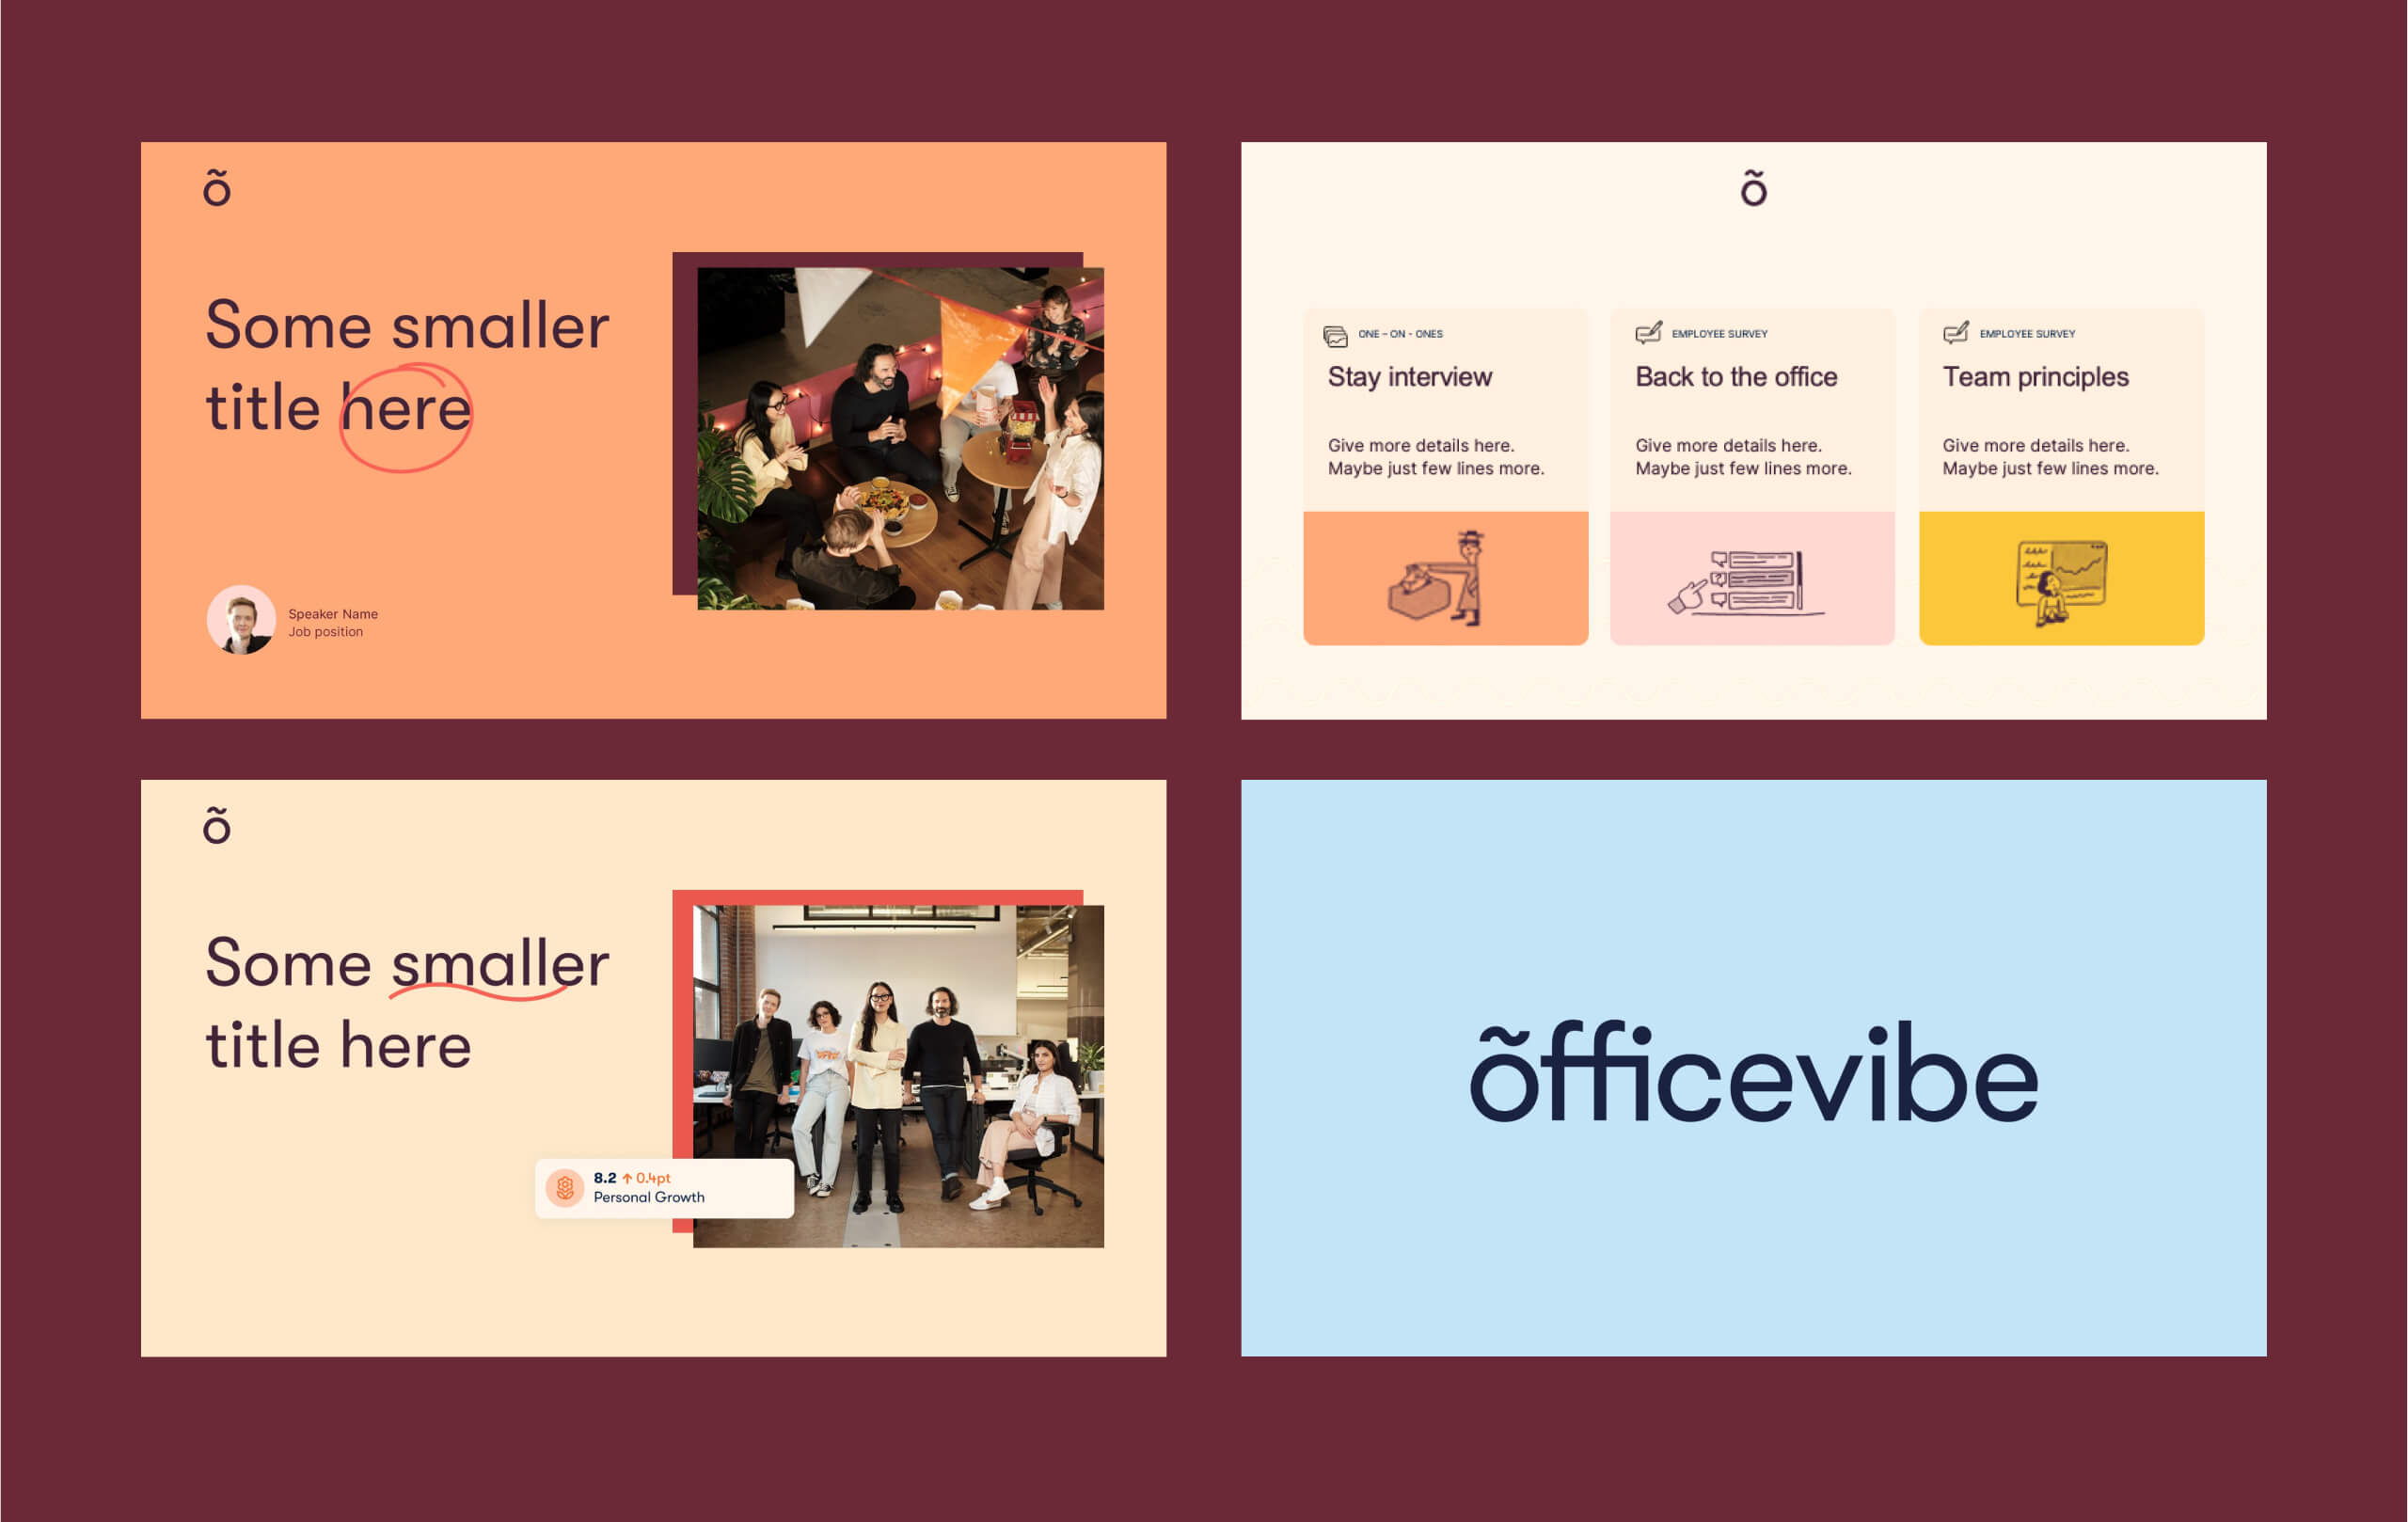 õ
Some smaller
title here
Speaker Name
Job position
õ
ONE – ON - ONES
Stay interview
Give more details here.
Maybe just few lines more.
EMPLOYEE SURVEY
Back to the office
Give more details here.
Maybe just few lines more.
EMPLOYEE SURVEY
Team principles
Give more details here.
Maybe just few lines more.
õ
Some smaller
title here
8.2 ↑ 0.4pt
Personal Growth
õfficevibe